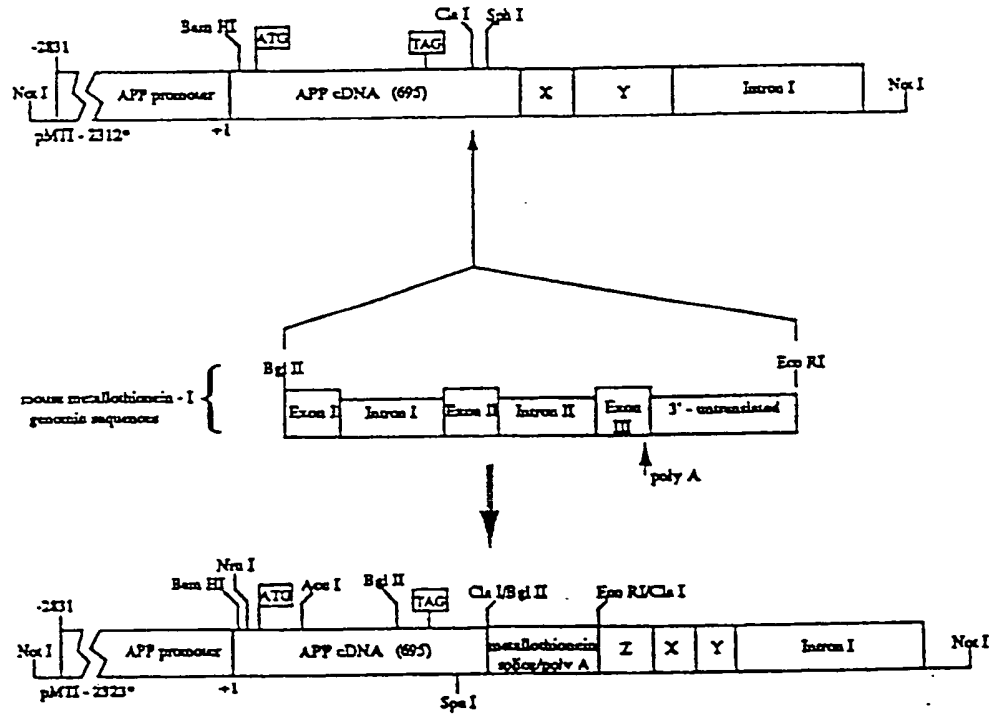 Cla I Sph I
Bam HI ATG TAG
-2831
Not I APP promoter APP cDNA (695) X Y Intron I Not I
pMTI - 2312* +1
Bgl II Eco RI
mouse metallothionein - I
genomic sequences
Exon I Intron I Exon II Intron II Exon III 3' - untranslated
poly A
Nru I
Bam HI ATG Acc I Bgl II TAG Cla I/Bgl II Eco RI/Cla I
-2831
Not I APP promoter APP cDNA (695) metallothionein Z X Y Intron I Not I
splice/poly A
pMTI - 2323* +1 Spe I